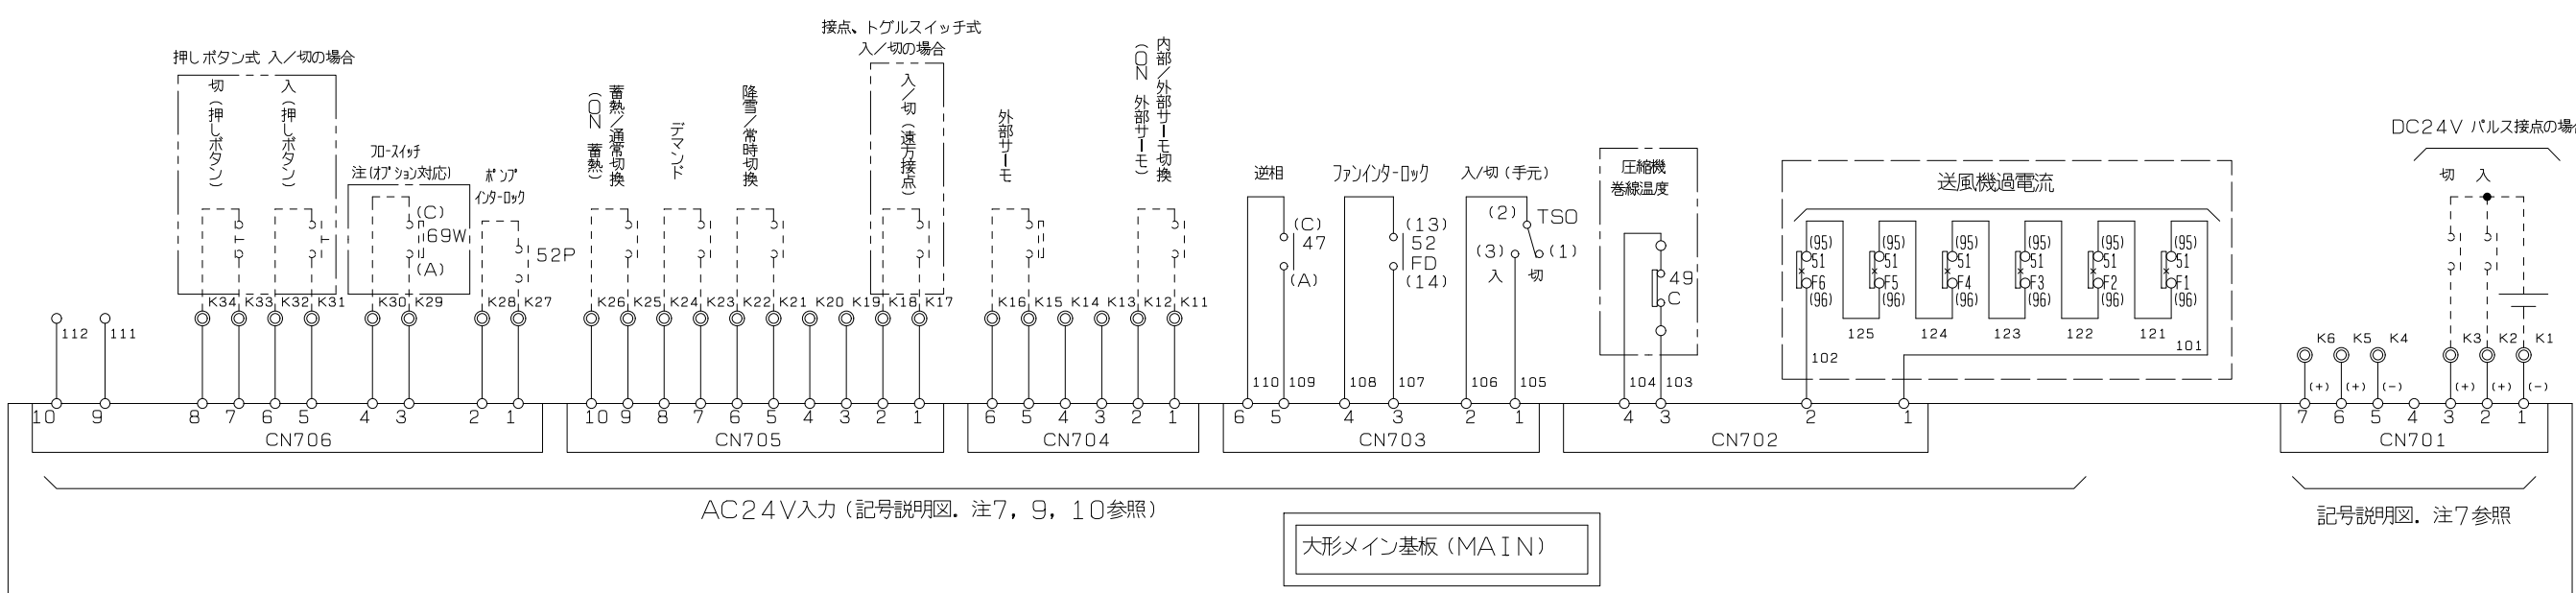 接点、トグルスイッチ式
入／切の場合
押しボタン式 入／切の場合
切（押しボタン）
入（押しボタン）
フロースイッチ
注（オプション対応）
ポンプ
インターロック
蓄熱／通常切換
（ON 蓄熱）
デマンド
降雪／常時切換
入／切（遠方接点）
外部サーモ
内部／外部サーモ切換
（ON 外部サーモ）
逆相
ファンインターロック
入/切（手元）
圧縮機
巻線温度
送風機過電流
DC24V パルス接点の場合
切 入
(C)
69W
(A)
52P
(C)
47
(A)
(13)
52
FD
(14)
(2) TSO
(3) (1)
入 切
49
C
(95) (95) (95) (95) (95) (95)
51 51 51 51 51 51
F6 F5 F4 F3 F2 F1
(96) (96) (96) (96) (96) (96)
125 124 123 122 121
102 101
112 111
K34 K33 K32 K31 K30 K29 K28 K27
K26 K25 K24 K23 K22 K21 K20 K19 K18 K17
K16 K15 K14 K13 K12 K11
110 109 108 107 106 105
104 103
K6 K5 K4 K3 K2 K1
(+) (+) (-) (+) (+) (-)
10 9 8 7 6 5 4 3 2 1
CN706
10 9 8 7 6 5 4 3 2 1
CN705
6 5 4 3 2 1
CN704
6 5 4 3 2 1
CN703
4 3 2 1
CN702
7 6 5 4 3 2 1
CN701
AC24V入力（記号説明図．注7，9，10参照）
記号説明図．注7参照
大形メイン基板（MAIN）